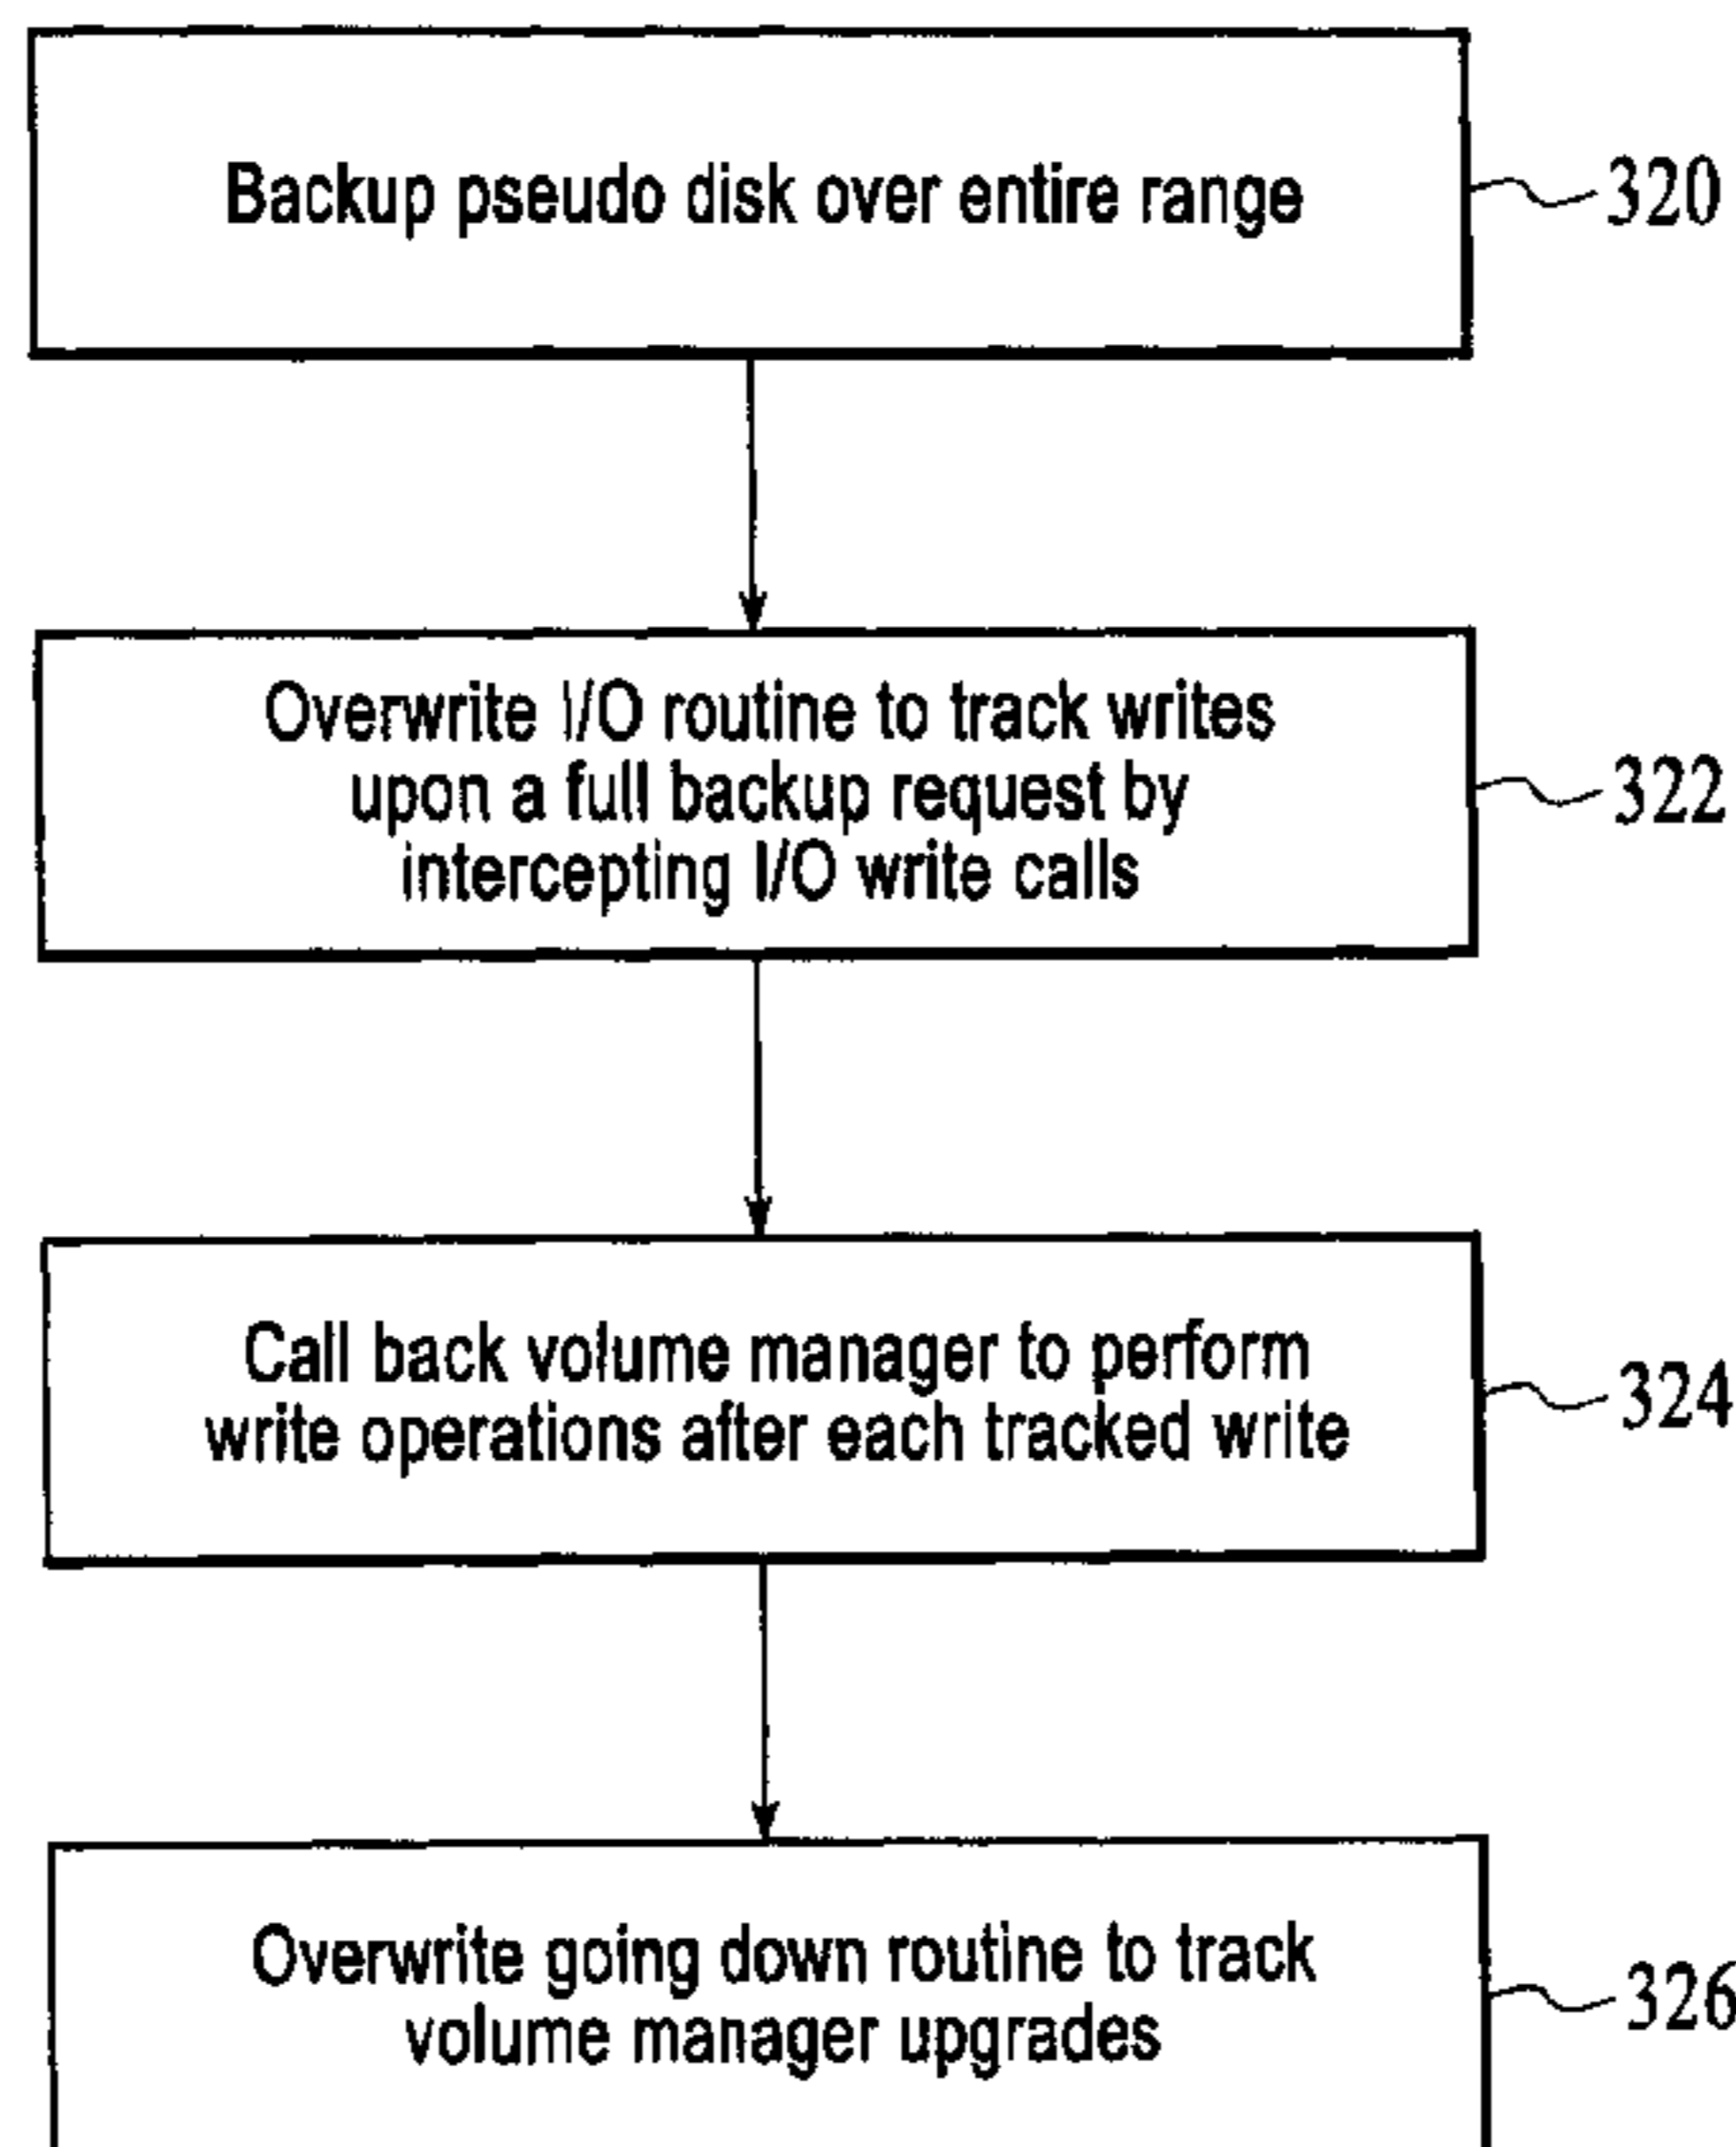 Backup pseudo disk over entire range
320
Overwrite I/O routine to track writes
upon a full backup request by
intercepting I/O write calls
322
Call back volume manager to perform
write operations after each tracked write
324
Overwrite going down routine to track
volume manager upgrades
326